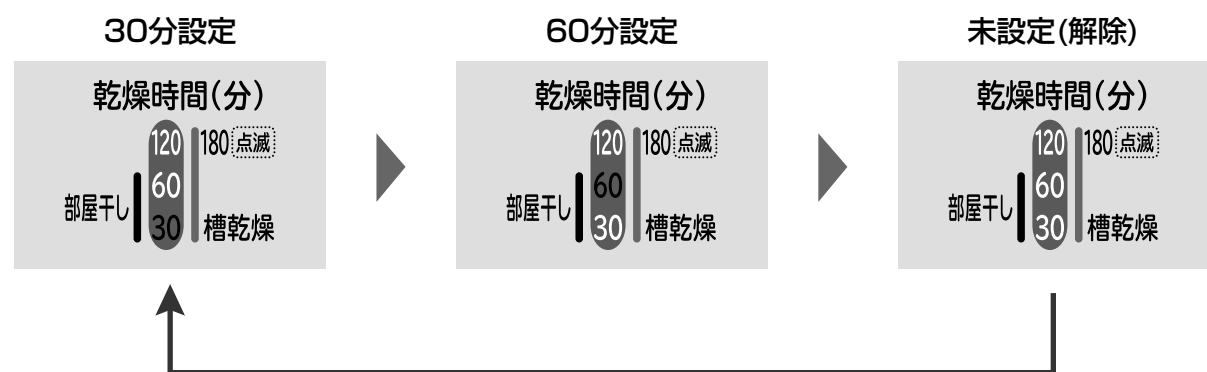 30分設定
乾燥時間(分)
120 180 点滅
60
部屋干し
30 槽乾燥
60分設定
乾燥時間(分)
120 180 点滅
60
部屋干し
30 槽乾燥
未設定(解除)
乾燥時間(分)
120 180 点滅
60
部屋干し
30 槽乾燥